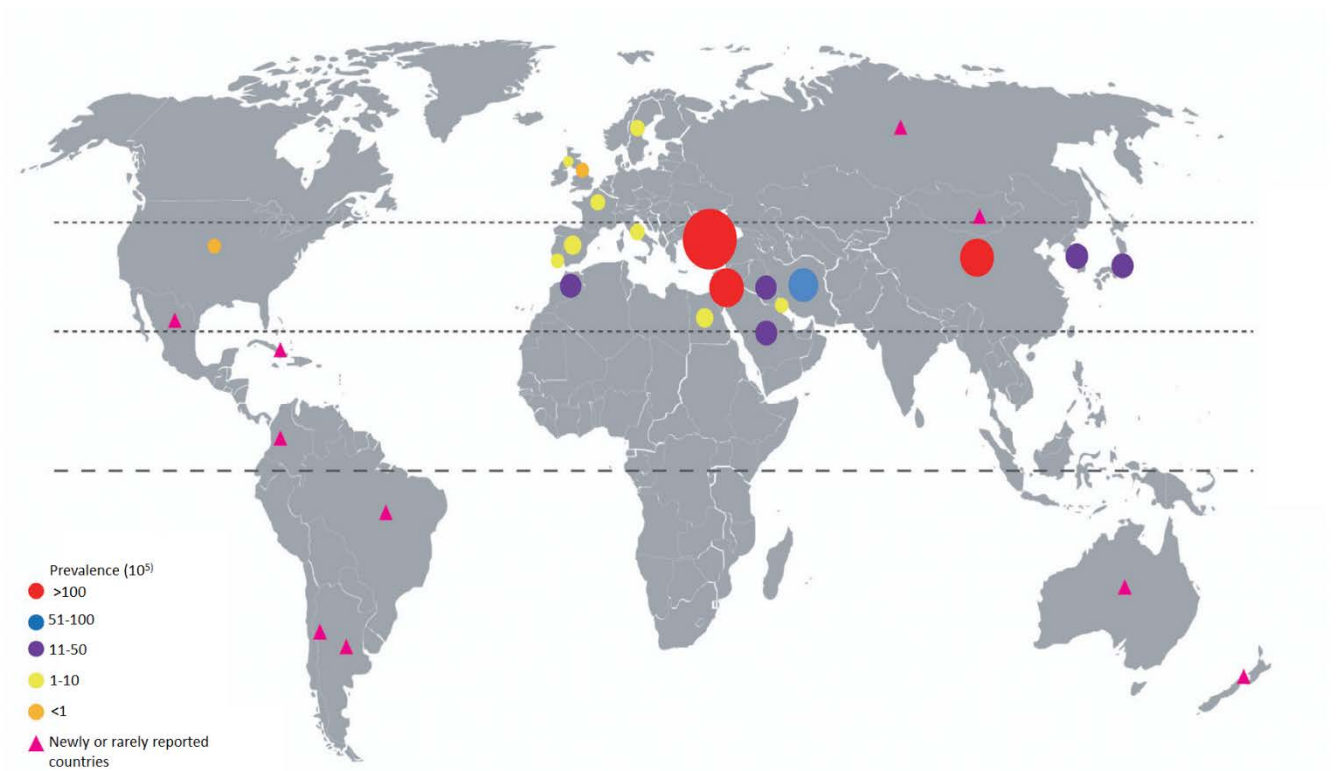 Prevalence (10⁵⁾
>100
51-100
11-50
1-10
<1
Newly or rarely reported
countries